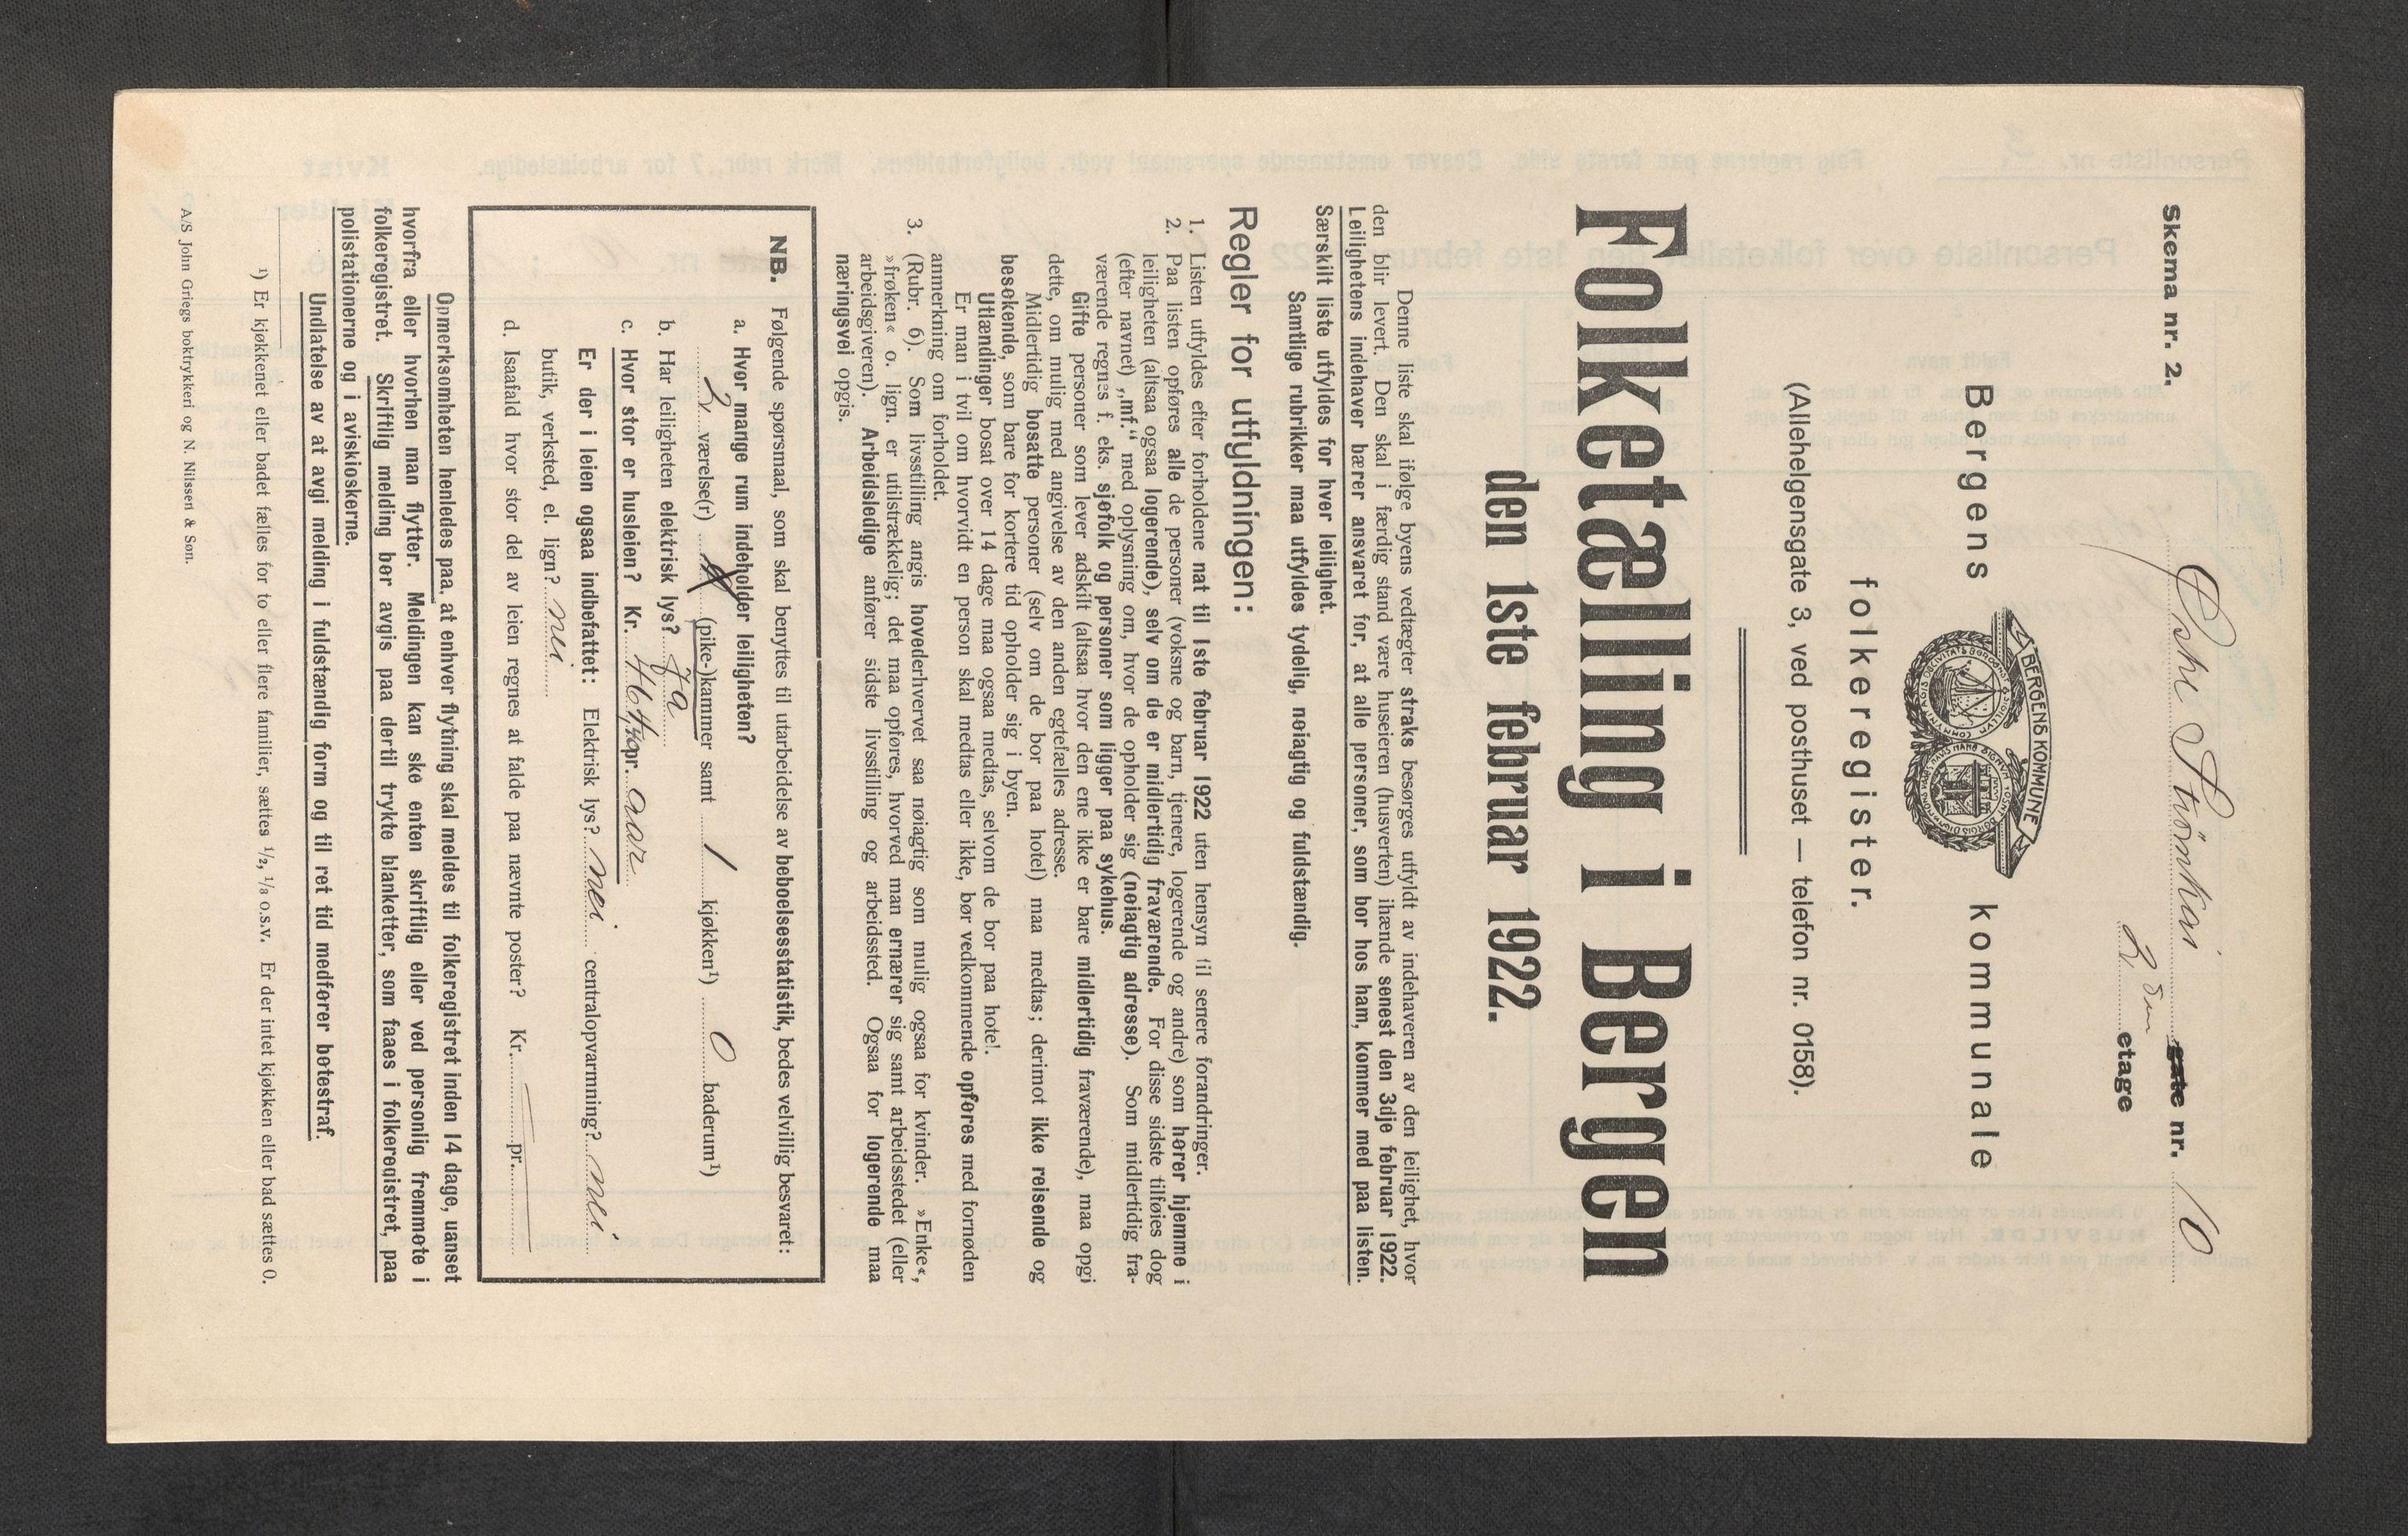 Skema nr. 2.
Øvre Strømkai gate nr. 10
2den etage
BERGENS KOMMUNE
Bergens kommunale
folkeregister.
(Allehelgensgate 3, ved posthuset — telefon nr. 0158).
Folketælling i Bergen
den 1ste februar 1922.
Denne liste skal ifølge byens vedtægter straks besørges utfyldt av indehaveren av den leilighet, hvor
den blir levert. Den skal i færdig stand være huseieren (husverten) ihænde senest den 3dje februar 1922.
Leilighetens indehaver bærer ansvaret for, at alle personer, som bor hos ham, kommer med paa listen.
Særskilt liste utfyldes for hver leilighet.
Samtlige rubrikker maa utfyldes tydelig, nøiagtig og fuldstændig.
Regler for utfyldningen:
1. Listen utfyldes efter forholdene nat til 1ste februar 1922 uten hensyn til senere forandringer.
2. Paa listen opføres alle de personer (voksne og barn, tjenere, logerende og andre) som hører hjemme i
leiligheten (altsaa ogsaa logerende), selv om de er midlertidig fraværende. For disse sidste tilføies dog
(efter navnet) „mf.“ med oplysning om, hvor de opholder sig (nøiagtig adresse). Som midlertidig fra-
værende regnes f. eks. sjøfolk og personer som ligger paa sykehus.
Gifte personer som lever adskilt (altsaa hvor den ene ikke er bare midlertidig fraværende), maa opgi
dette, om mulig med angivelse av den anden egtefælles adresse.
Midlertidig bosatte personer (selv om de bor paa hotel) maa medtas; derimot ikke reisende og
besøkende, som bare for kortere tid opholder sig i byen.
Utlændinger bosat over 14 dage maa ogsaa medtas, selvom de bor paa hotel.
Er man i tvil om hvorvidt en person skal medtas eller ikke, bør vedkommende opføres med fornøden
anmerkning om forholdet.
3. (Rubr. 6). Som livsstilling angis hovederhvervet saa nøiagtig som mulig ogsaa for kvinder. »Enke«,
»frøken« o. lign. er utilstrækkelig; det maa opføres, hvorved man ernærer sig samt arbeidsstedet (eller
arbeidsgiveren). Arbeidsledige anfører sidste livsstilling og arbeidssted. Ogsaa for logerende maa
næringsvei opgis.
NB. Følgende spørsmaal, som skal benyttes til utarbeidelse av beboelsesstatistik, bedes velvillig besvaret:
a. Hvor mange rum indeholder leiligheten?
2 værelse(r) (pike-)kammer samt 1 kjøkken¹) 0 baderum¹)
b. Har leiligheten elektrisk lys? ja
c. Hvor stor er husleien? Kr. 464 pr. aar
Er der i leien ogsaa indbefattet: Elektrisk lys? nei centralopvarmning? nei
butik, verksted, el. lign? nei
d. Isaafald hvor stor del av leien regnes at falde paa nævnte poster? Kr. — pr. —
Opmerksomheten henledes paa, at enhver flytning skal meldes til folkeregistret inden 14 dage, uanset
hvorfra eller hvorhen man flytter. Meldingen kan ske enten skriftlig eller ved personlig fremmøte i
folkeregistret. Skriftlig melding bør avgis paa dertil trykte blanketter, som faaes i folkeregistret, paa
polistationerne og i aviskioskerne.
Undlatelse av at avgi melding i fuldstændig form og til ret tid medfører bøtestraf.
¹) Er kjøkkenet eller badet fælles for to eller flere familier, sættes ¹/₂, ¹/₃ o.s.v. Er der intet kjøkken eller bad sættes 0.
A/S John Griegs boktrykkeri og N. Nilssen & Søn.